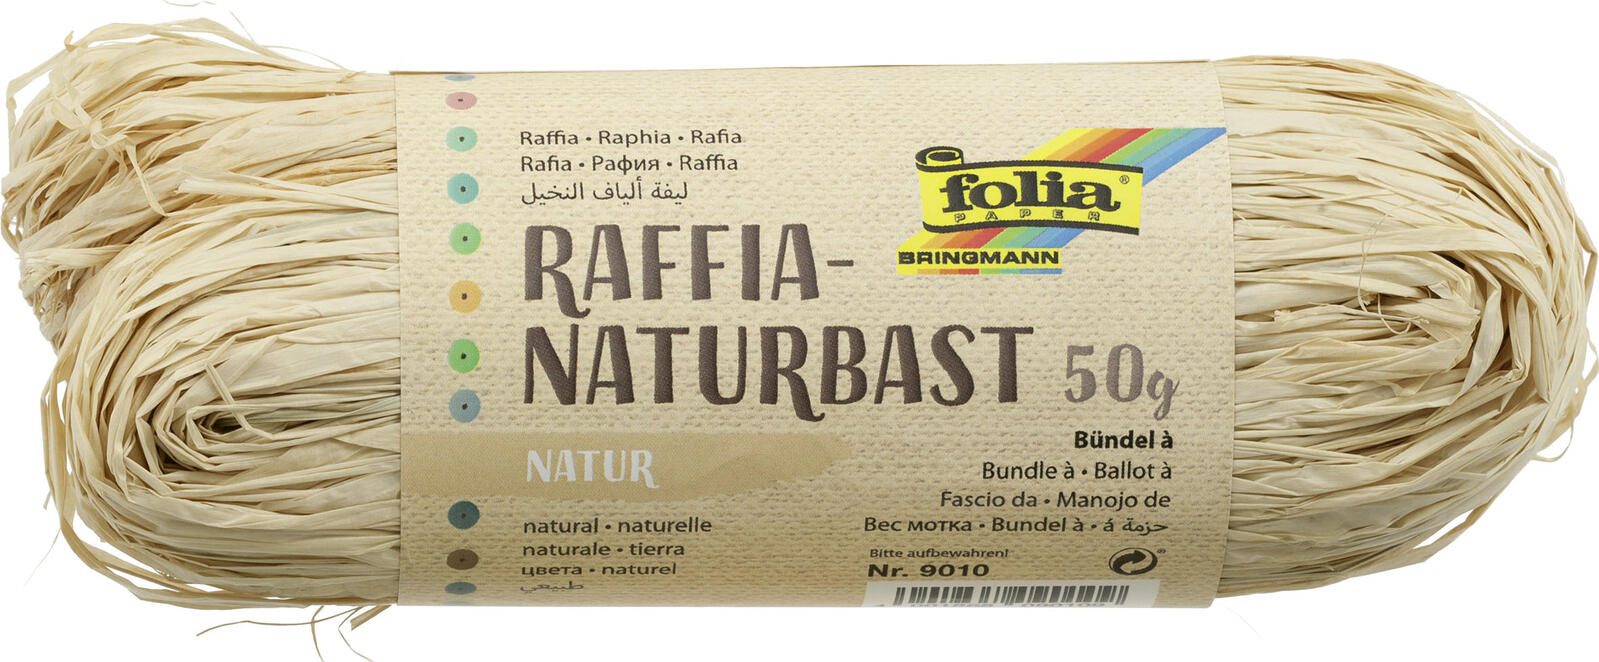 Raffia • Raphia • Rafia
Rafia • Рафия • Raffia
ليفة ألياف النخيل
folia®
PAPER
BRINGMANN
RAFFIA-
NATURBAST 50g
NATUR
Bündel à
Bundle à • Ballot à
Fascio da • Manojo de
Вес мотка • Bundel à • á حزمة
natural • naturelle
naturale • tierra
цвета • naturel
طبيعي
Bitte aufbewahren!
Nr. 9010